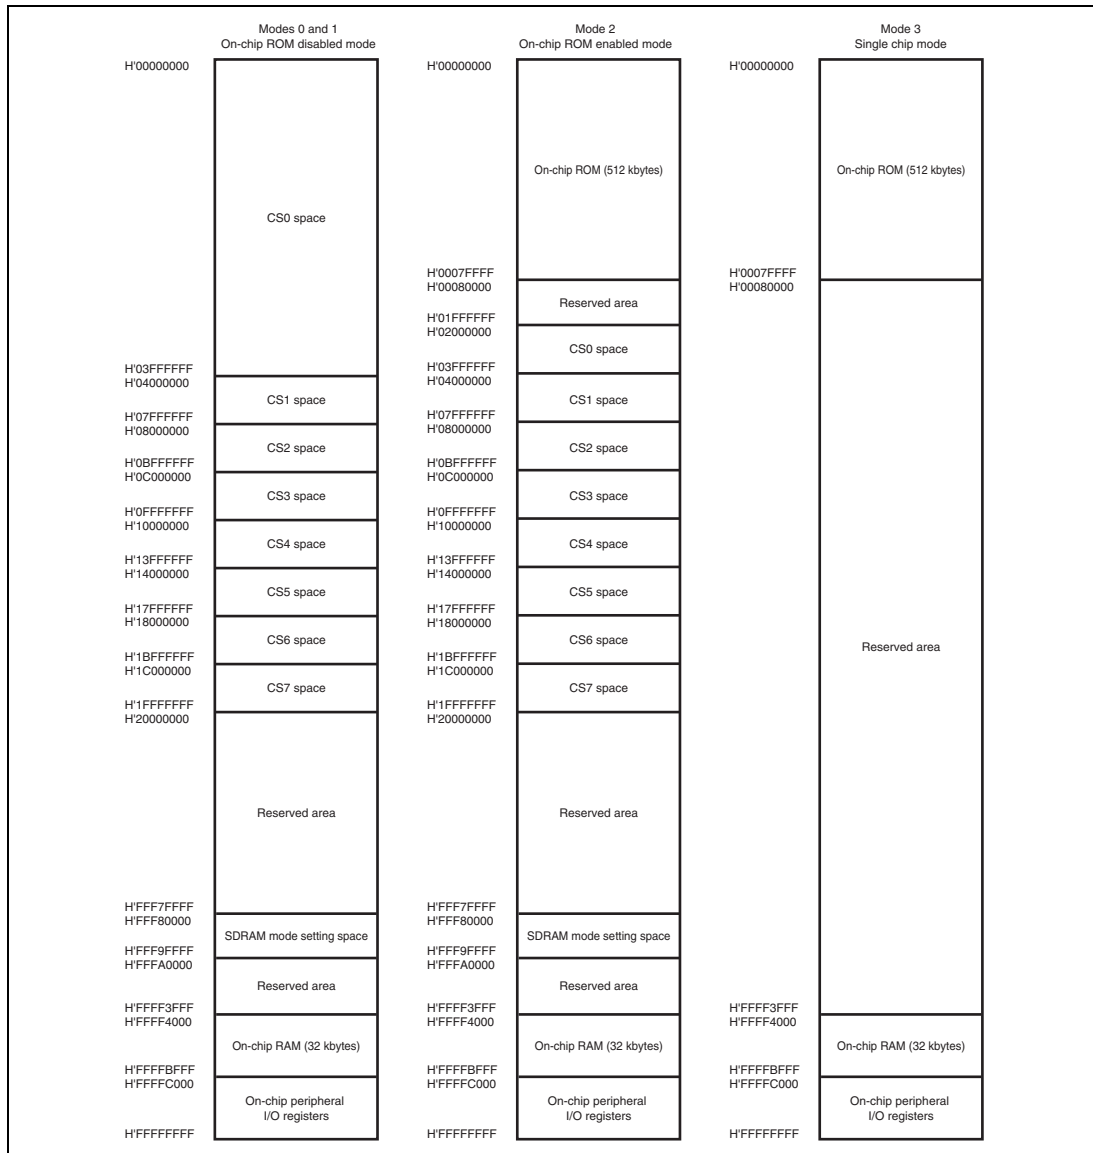 Modes 0 and 1
On-chip ROM disabled mode
H'00000000
CS0 space
H'03FFFFFF
H'04000000
CS1 space
H'07FFFFFF
H'08000000
CS2 space
H'0BFFFFFF
H'0C000000
CS3 space
H'0FFFFFFF
H'10000000
CS4 space
H'13FFFFFF
H'14000000
CS5 space
H'17FFFFFF
H'18000000
CS6 space
H'1BFFFFFF
H'1C000000
CS7 space
H'1FFFFFFF
H'20000000
Reserved area
H'FFF7FFFF
H'FFF80000
SDRAM mode setting space
H'FFF9FFFF
H'FFFA0000
Reserved area
H'FFFF3FFF
H'FFFF4000
On-chip RAM (32 kbytes)
H'FFFFBFFF
H'FFFFC000
On-chip peripheral
I/O registers
H'FFFFFFFF
Mode 2
On-chip ROM enabled mode
H'00000000
On-chip ROM (512 kbytes)
H'0007FFFF
H'00080000
Reserved area
H'01FFFFFF
H'02000000
CS0 space
H'03FFFFFF
H'04000000
CS1 space
H'07FFFFFF
H'08000000
CS2 space
H'0BFFFFFF
H'0C000000
CS3 space
H'0FFFFFFF
H'10000000
CS4 space
H'13FFFFFF
H'14000000
CS5 space
H'17FFFFFF
H'18000000
CS6 space
H'1BFFFFFF
H'1C000000
CS7 space
H'1FFFFFFF
H'20000000
Reserved area
H'FFF7FFFF
H'FFF80000
SDRAM mode setting space
H'FFF9FFFF
H'FFFA0000
Reserved area
H'FFFF3FFF
H'FFFF4000
On-chip RAM (32 kbytes)
H'FFFFBFFF
H'FFFFC000
On-chip peripheral
I/O registers
H'FFFFFFFF
Mode 3
Single chip mode
H'00000000
On-chip ROM (512 kbytes)
H'0007FFFF
H'00080000
Reserved area
H'FFFF3FFF
H'FFFF4000
On-chip RAM (32 kbytes)
H'FFFFBFFF
H'FFFFC000
On-chip peripheral
I/O registers
H'FFFFFFFF